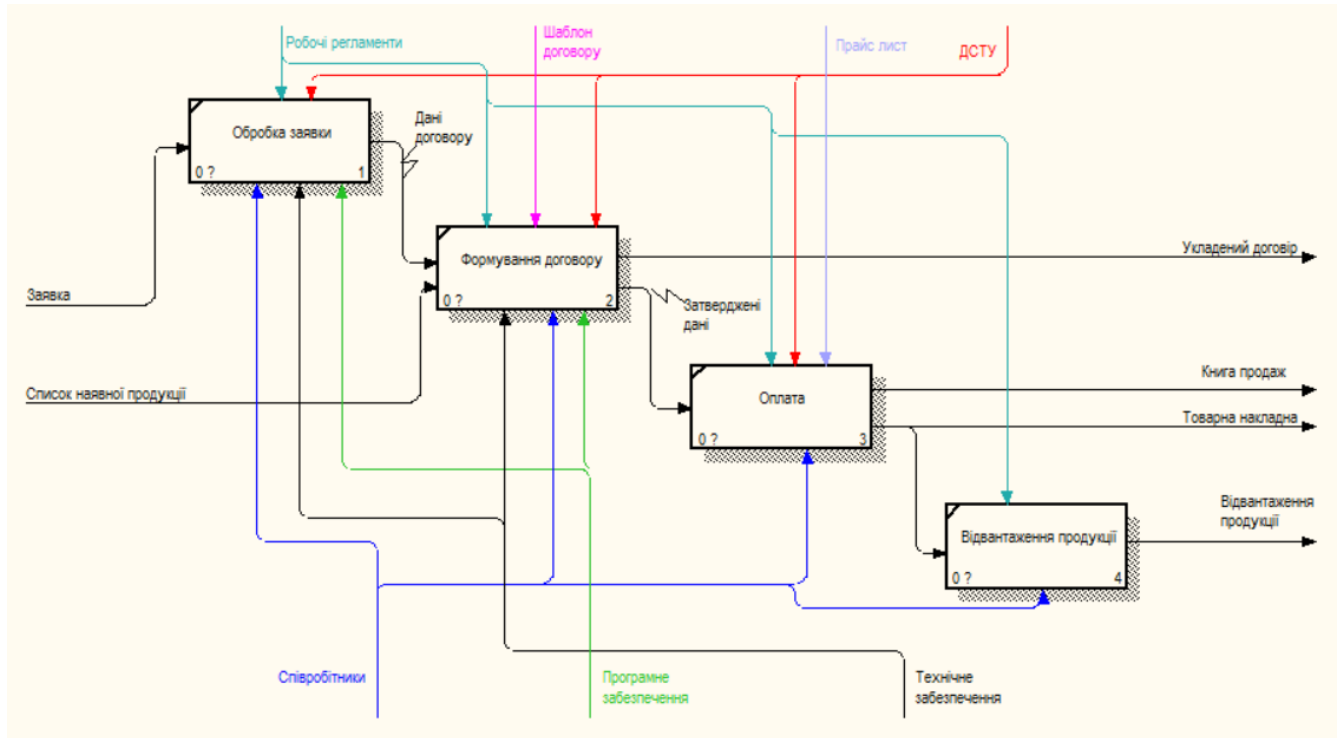 Робочі регламенти
Шаблон
договору
Прайс лист
ДСТУ
Обробка заявки
0 ?
1
Дані
договору
Формування договору
0 ?
2
Укладений договір
Заявка
Затверджені
дані
Список наявної продукції
Оплата
0 ?
3
Книга продаж
Товарна накладна
Відвантаження продукції
0 ?
4
Відвантаження
продукції
Співробітники
Програмне
забезпечення
Технічне
забезпечення